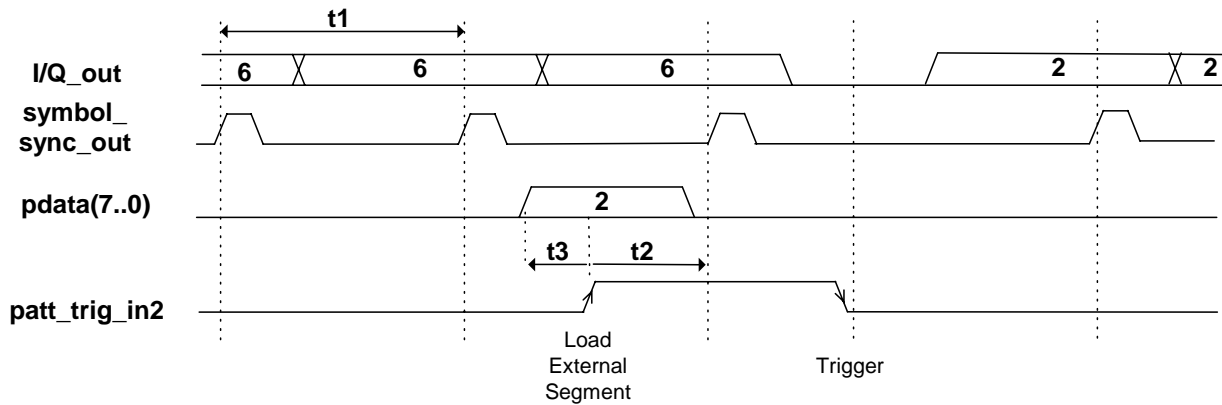 t1
I/Q_out
6
6
6
2
2
symbol_
sync_out
pdata(7..0)
2
t3
t2
patt_trig_in2
Load
External
Segment
Trigger